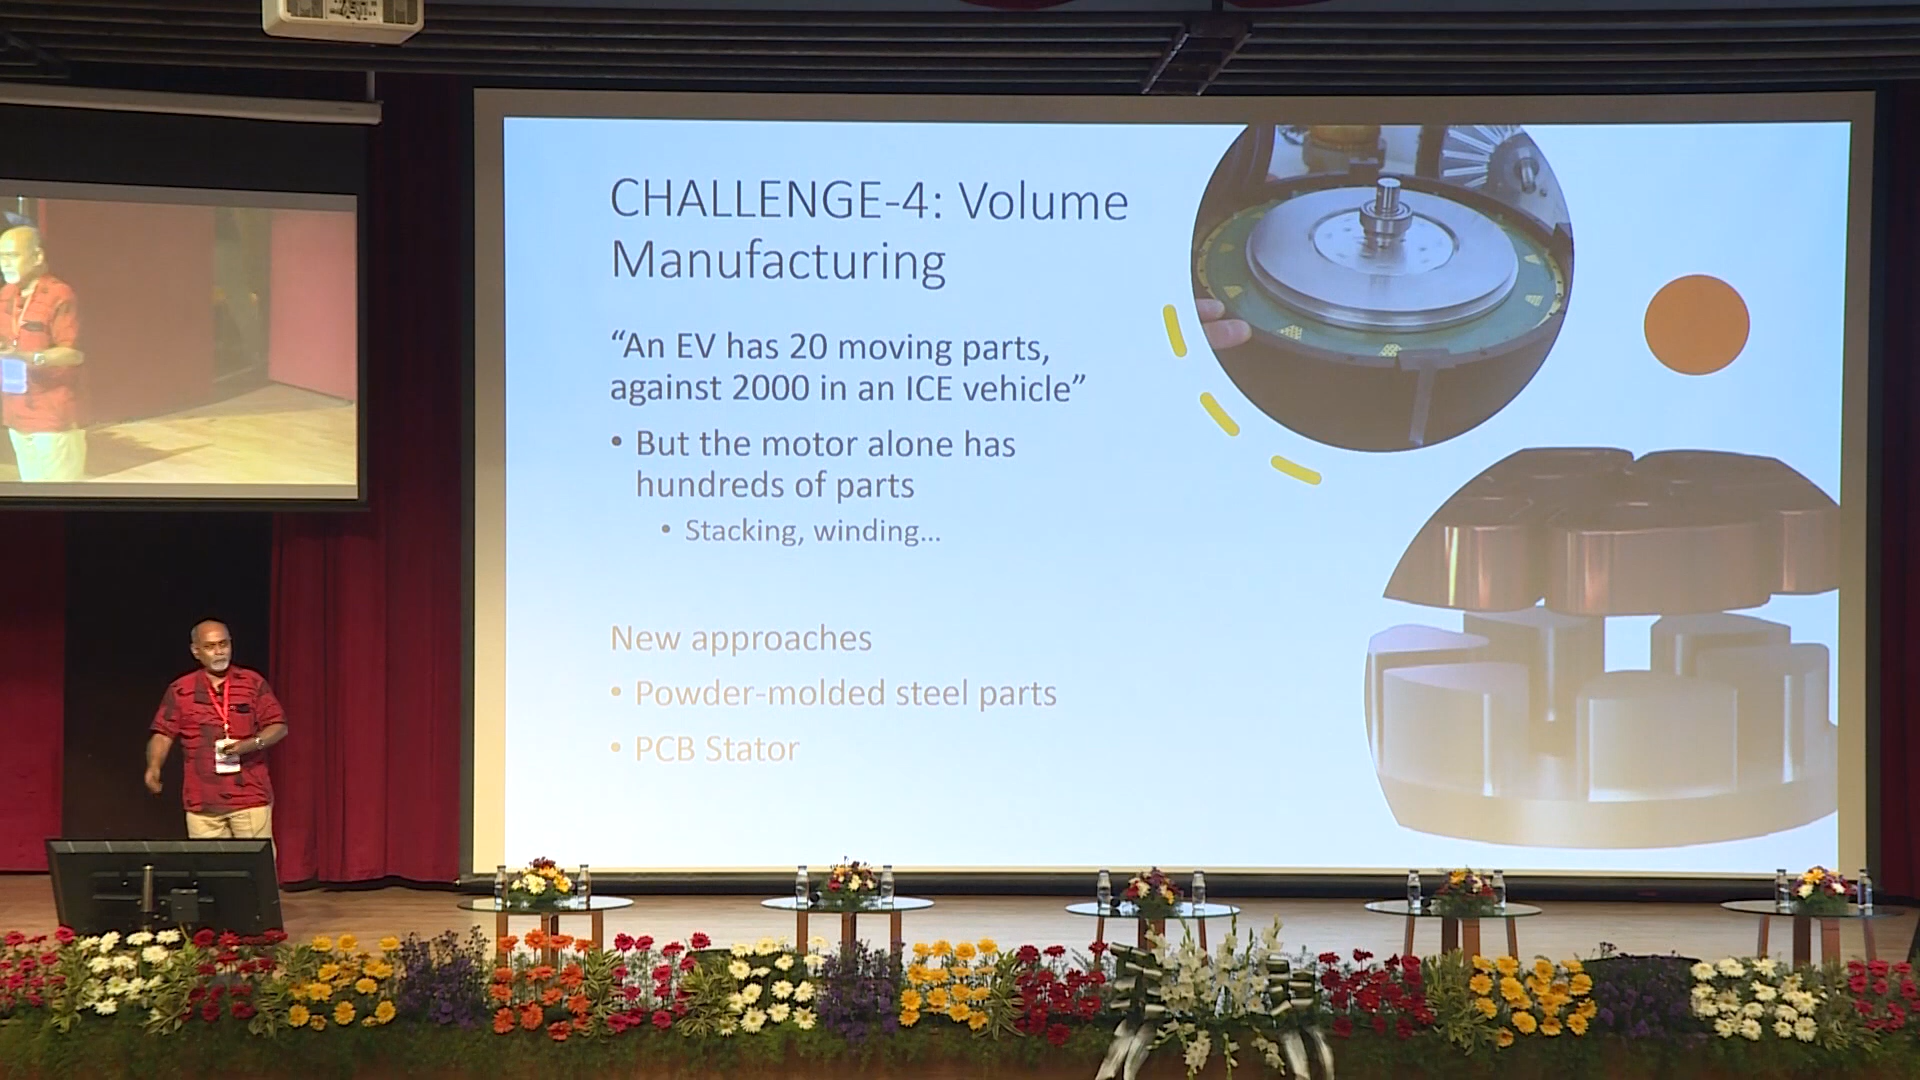 CHALLENGE-4: Volume
Manufacturing
“An EV has 20 moving parts,
against 2000 in an ICE vehicle”
• But the motor alone has
hundreds of parts
• Stacking, winding…
New approaches
• Powder-molded steel parts
• PCB Stator